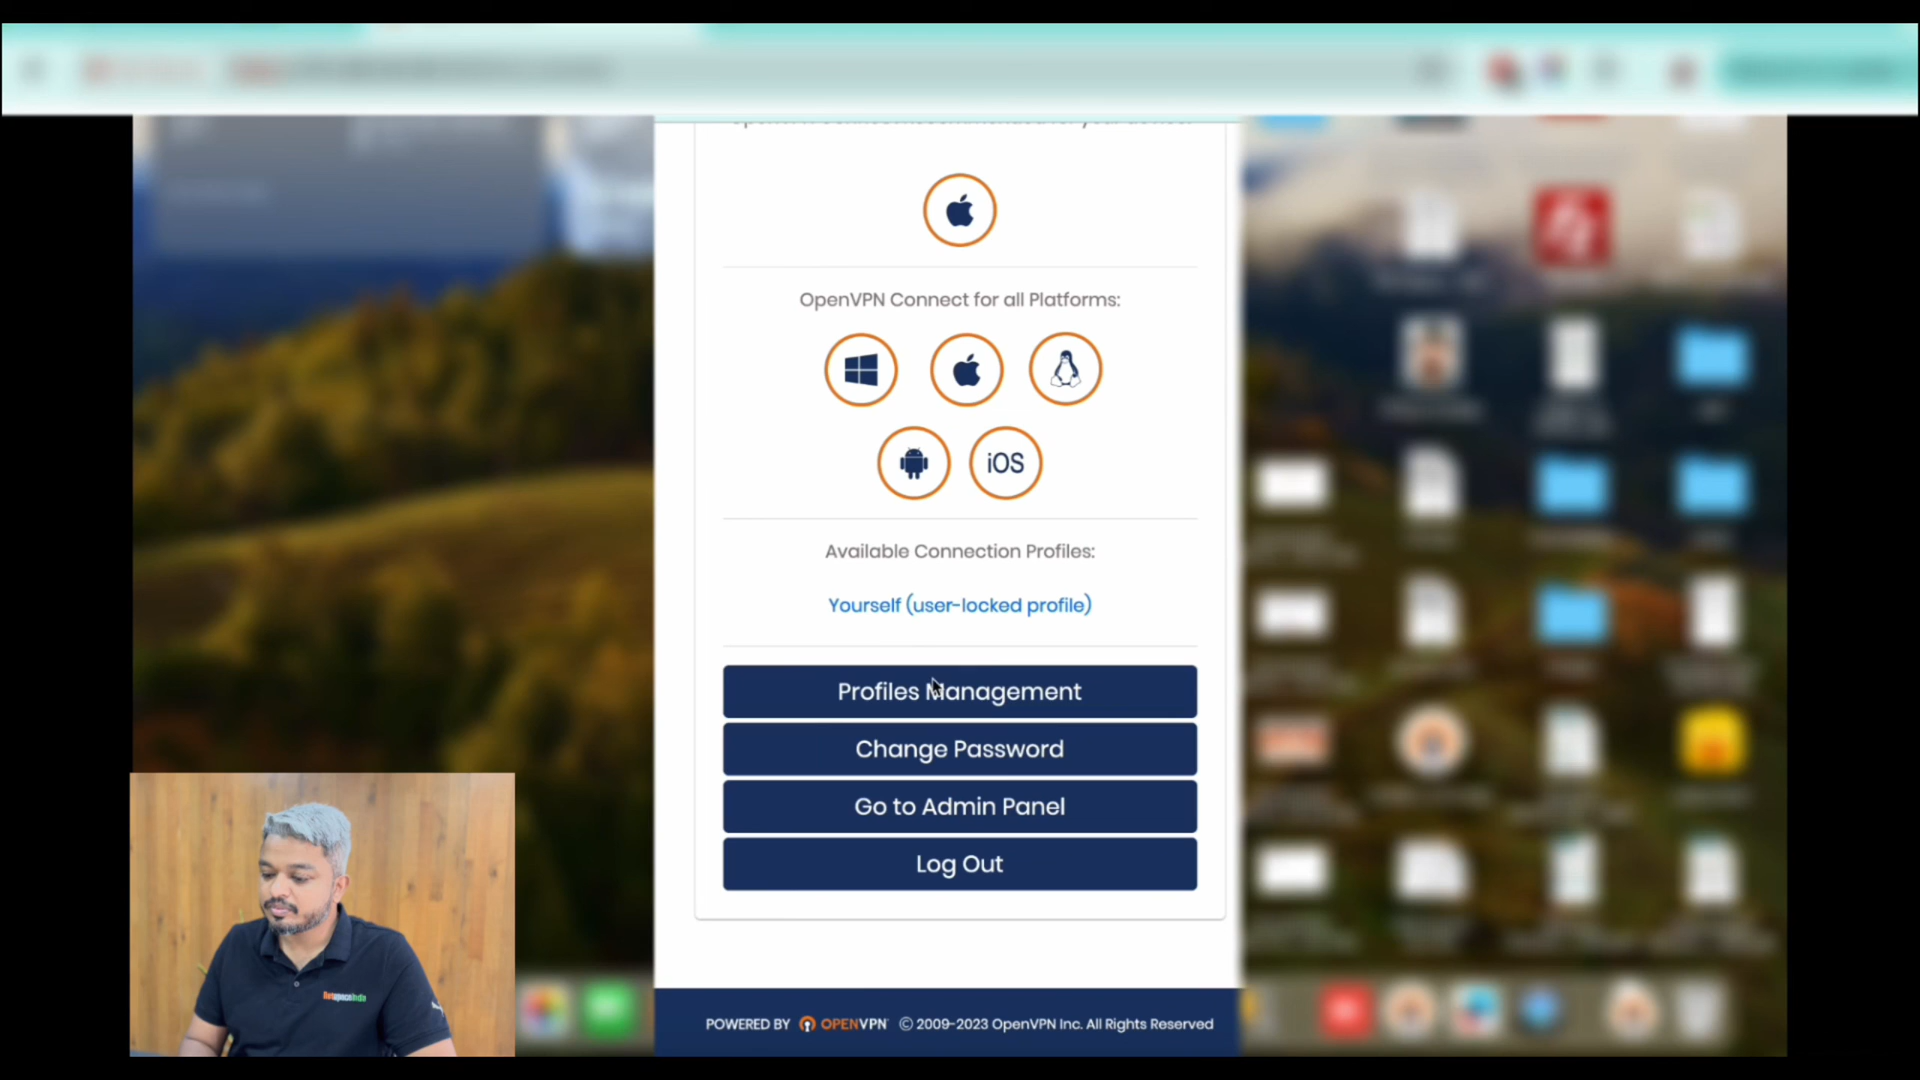 OpenVPN Connect for all Platforms:
iOS
Available Connection Profiles:
Yourself (user-locked profile)
Profiles Management
Change Password
Go to Admin Panel
Log Out
POWERED BY OPENVPN © 2009-2023 OpenVPN Inc. All Rights Reserved